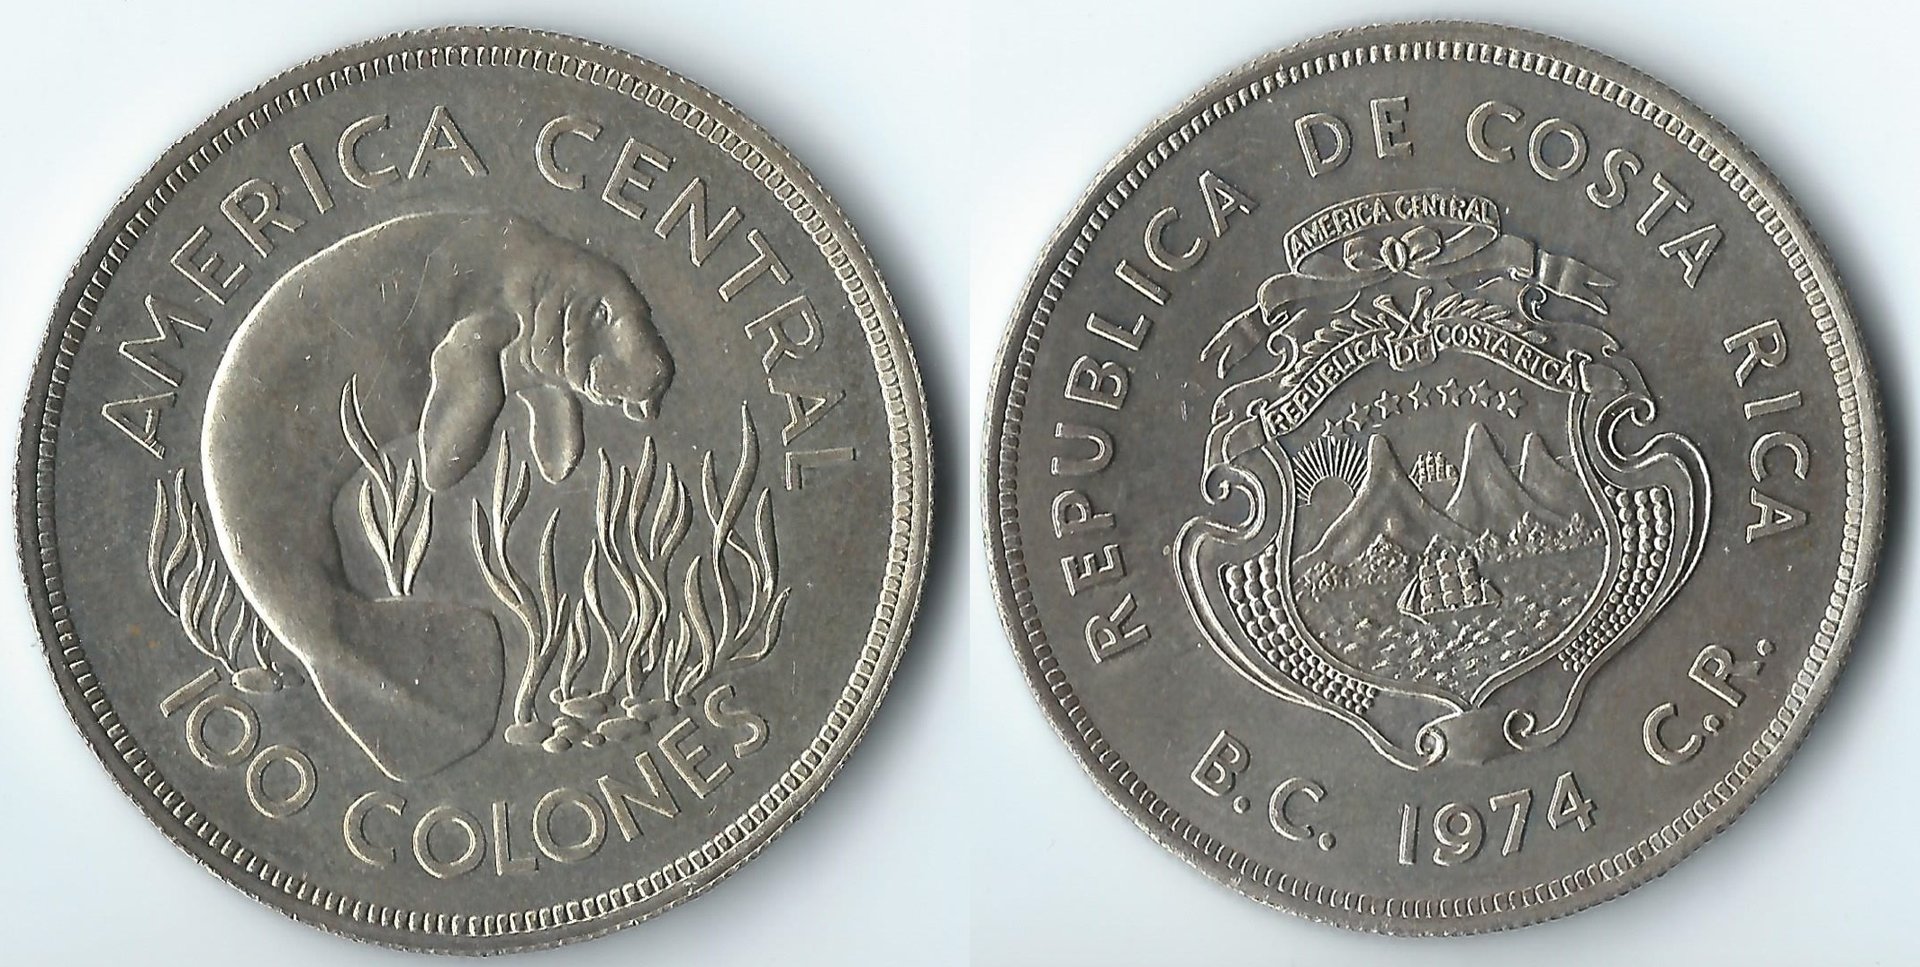 AMERICA CENTRAL
100 COLONES
REPUBLICA DE COSTA RICA
AMERICA CENTRAL
REPUBLICA DE COSTA RICA
B.C. 1974 C.R.